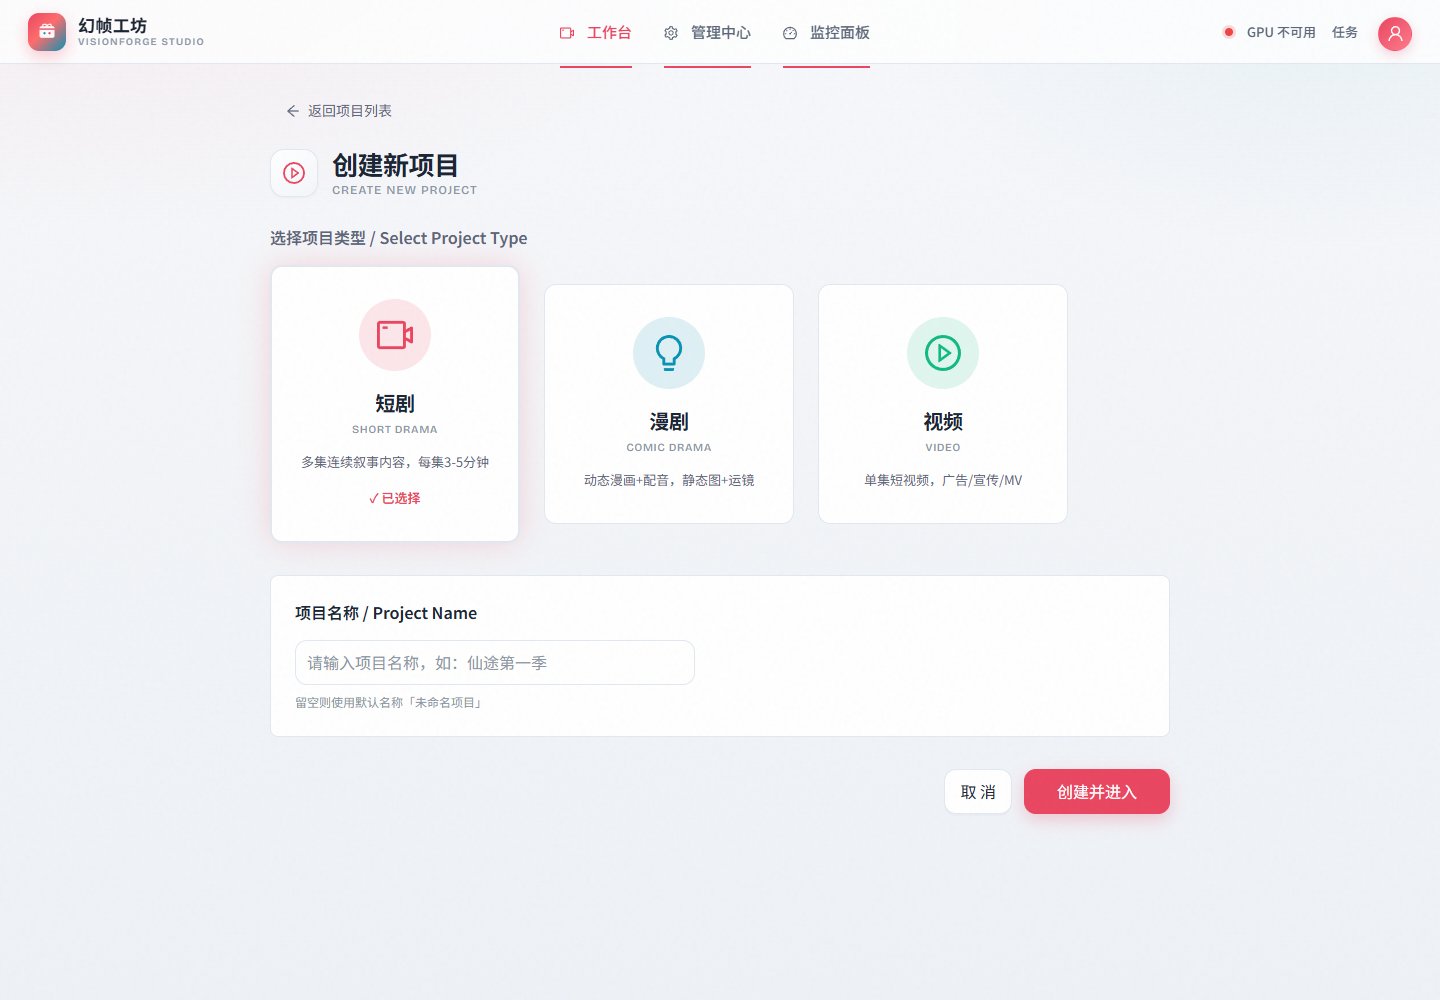 幻帧工坊
VISIONFORGE STUDIO
工作台
管理中心
监控面板
GPU 不可用
任务
返回项目列表
创建新项目
CREATE NEW PROJECT
选择项目类型 / Select Project Type
短剧
SHORT DRAMA
多集连续叙事内容，每集3-5分钟
✓ 已选择
漫剧
COMIC DRAMA
动态漫画+配音，静态图+运镜
视频
VIDEO
单集短视频，广告/宣传/MV
项目名称 / Project Name
请输入项目名称，如：仙途第一季
留空则使用默认名称「未命名项目」
取 消
创建并进入